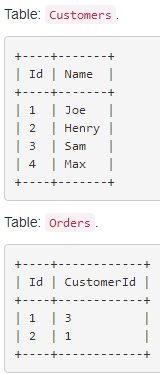 Table: Customers.
+----+-------+
| Id | Name  |
+----+-------+
| 1  | Joe   |
| 2  | Henry |
| 3  | Sam   |
| 4  | Max   |
+----+-------+
Table: Orders.
+----+------------+
| Id | CustomerId |
+----+------------+
| 1  | 3          |
| 2  | 1          |
+----+------------+